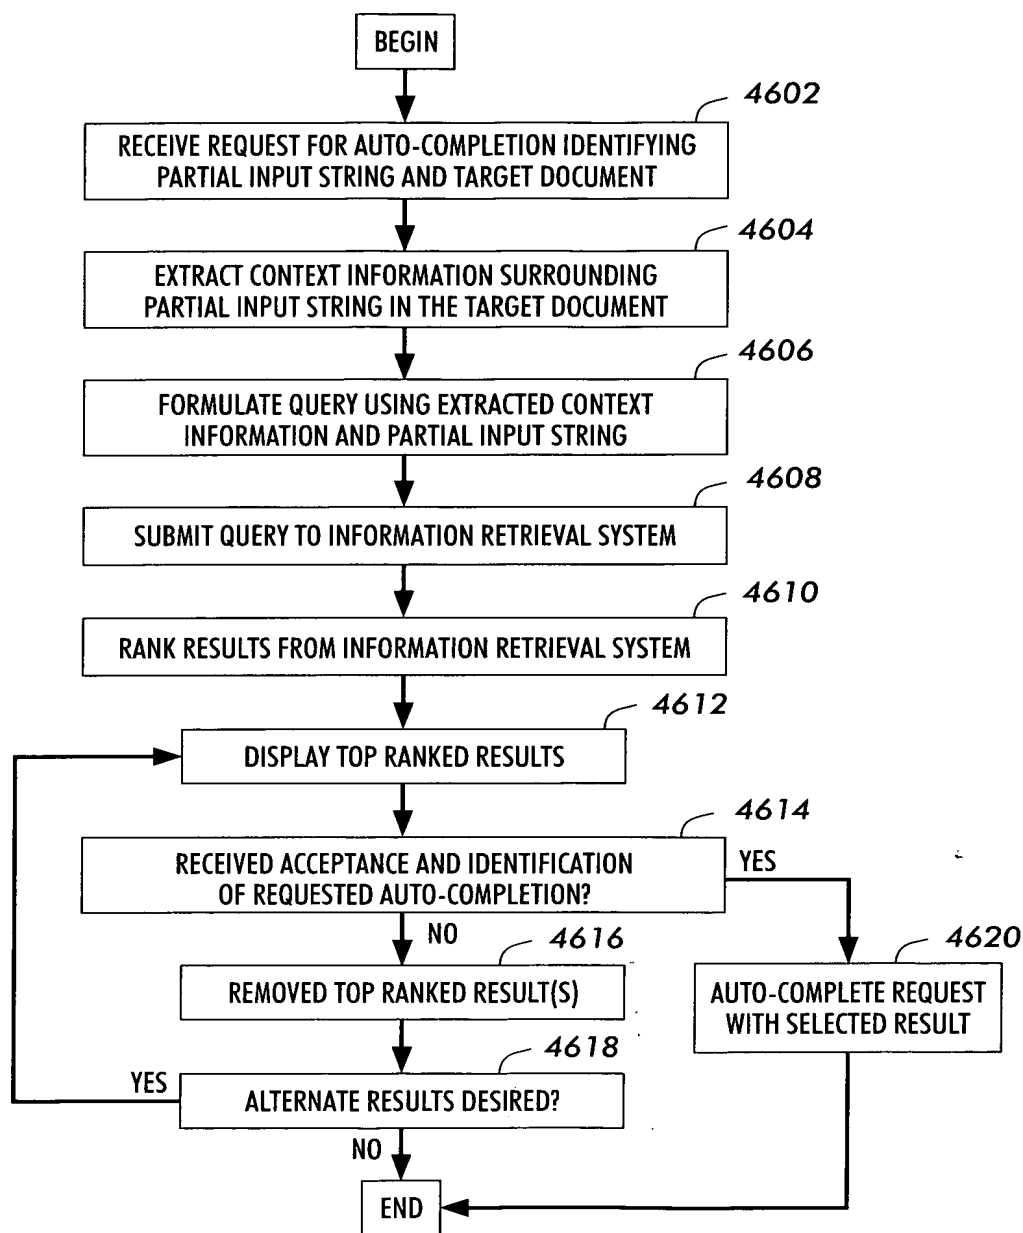 BEGIN
4602
RECEIVE REQUEST FOR AUTO-COMPLETION IDENTIFYING
PARTIAL INPUT STRING AND TARGET DOCUMENT
4604
EXTRACT CONTEXT INFORMATION SURROUNDING
PARTIAL INPUT STRING IN THE TARGET DOCUMENT
4606
FORMULATE QUERY USING EXTRACTED CONTEXT
INFORMATION AND PARTIAL INPUT STRING
4608
SUBMIT QUERY TO INFORMATION RETRIEVAL SYSTEM
4610
RANK RESULTS FROM INFORMATION RETRIEVAL SYSTEM
4612
DISPLAY TOP RANKED RESULTS
4614
RECEIVED ACCEPTANCE AND IDENTIFICATION
OF REQUESTED AUTO-COMPLETION?
YES
NO
4616
REMOVED TOP RANKED RESULT(S)
4620
AUTO-COMPLETE REQUEST
WITH SELECTED RESULT
4618
YES
ALTERNATE RESULTS DESIRED?
NO
END